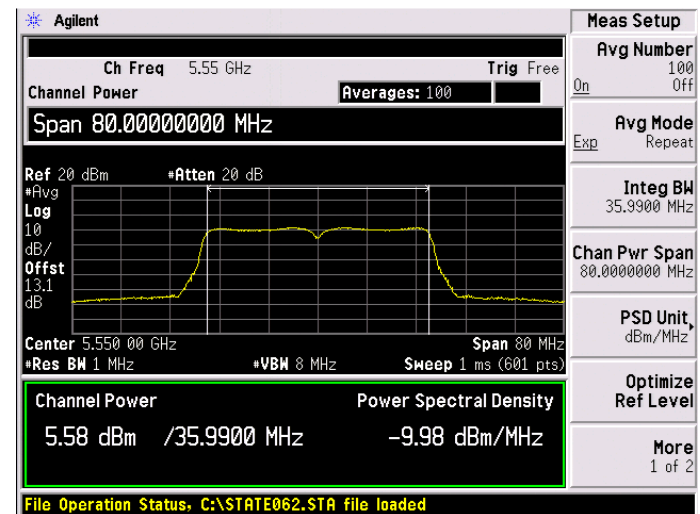 Agilent
Ch Freq 5.55 GHz Trig Free
Channel Power Averages: 100
Span 80.00000000 MHz
Ref 20 dBm #Atten 20 dB
#Avg
Log
10
dB/
Offst
13.1
dB
Center 5.550 00 GHz Span 80 MHz
#Res BW 1 MHz #VBW 8 MHz Sweep 1 ms (601 pts)
Channel Power Power Spectral Density
5.58 dBm /35.9900 MHz -9.98 dBm/MHz
File Operation Status, C:\STATE062.STA file loaded
Meas Setup
Avg Number
100
On Off
Avg Mode
Exp Repeat
Integ BW
35.9900 MHz
Chan Pwr Span
80.0000000 MHz
PSD Unit
dBm/MHz
Optimize
Ref Level
More
1 of 2